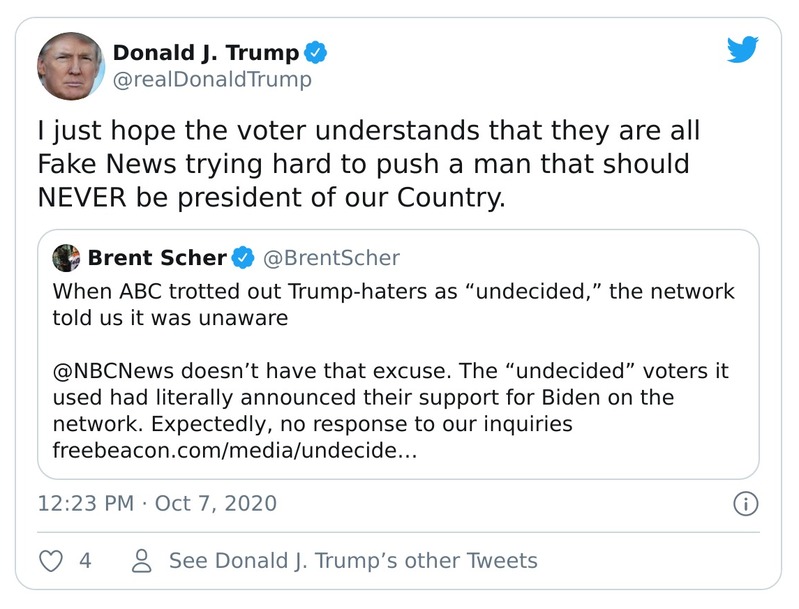 Donald J. Trump
@realDonaldTrump
I just hope the voter understands that they are all
Fake News trying hard to push a man that should
NEVER be president of our Country.
Brent Scher @BrentScher
When ABC trotted out Trump-haters as “undecided,” the network
told us it was unaware
@NBCNews doesn’t have that excuse. The “undecided” voters it
used had literally announced their support for Biden on the
network. Expectedly, no response to our inquiries
freebeacon.com/media/undecide…
12:23 PM · Oct 7, 2020
4 See Donald J. Trump’s other Tweets